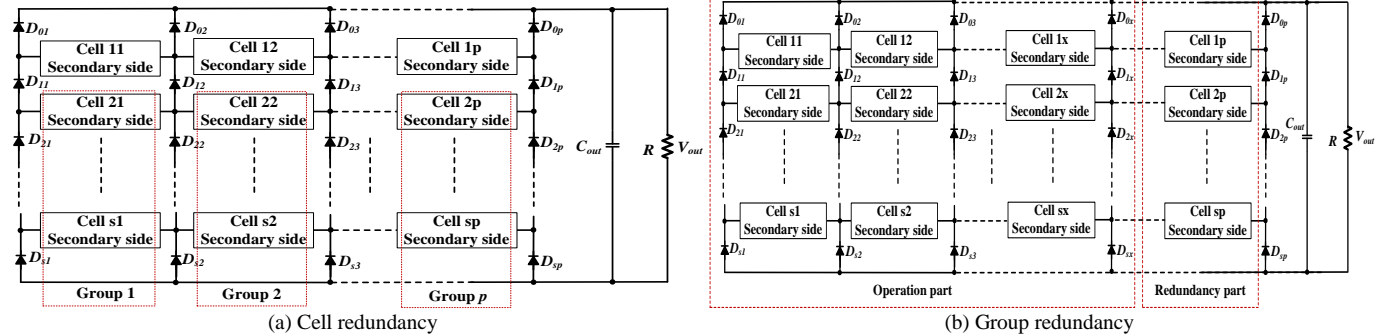 D01
D02
D03
D0p
Cell 11
Secondary side
Cell 12
Secondary side
Cell 1p
Secondary side
D11
D12
D13
D1p
Cell 21
Secondary side
Cell 22
Secondary side
Cell 2p
Secondary side
D21
D22
D23
D2p
Cout
R
Vout
Cell s1
Secondary side
Cell s2
Secondary side
Cell sp
Secondary side
Ds1
Ds2
Ds3
Dsp
Group 1
Group 2
Group p
(a) Cell redundancy
D01
D02
D03
D0x
D0p
Cell 11
Secondary side
Cell 12
Secondary side
Cell 1x
Secondary side
Cell 1p
Secondary side
D11
D12
D13
D1x
D1p
Cell 21
Secondary side
Cell 22
Secondary side
Cell 2x
Secondary side
Cell 2p
Secondary side
D21
D22
D23
D2x
D2p
Cout
R
Vout
Cell s1
Secondary side
Cell s2
Secondary side
Cell sx
Secondary side
Cell sp
Secondary side
Ds1
Ds2
Ds3
Dsx
Dsp
Operation part
Redundancy part
(b) Group redundancy